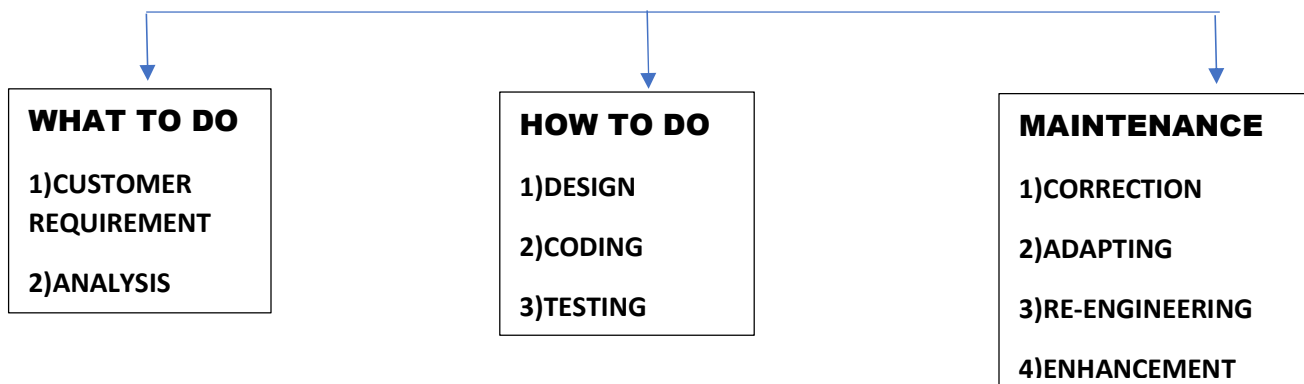 WHAT TO DO
1)CUSTOMER
REQUIREMENT
2)ANALYSIS
HOW TO DO
1)DESIGN
2)CODING
3)TESTING
MAINTENANCE
1)CORRECTION
2)ADAPTING
3)RE-ENGINEERING
4)ENHANCEMENT